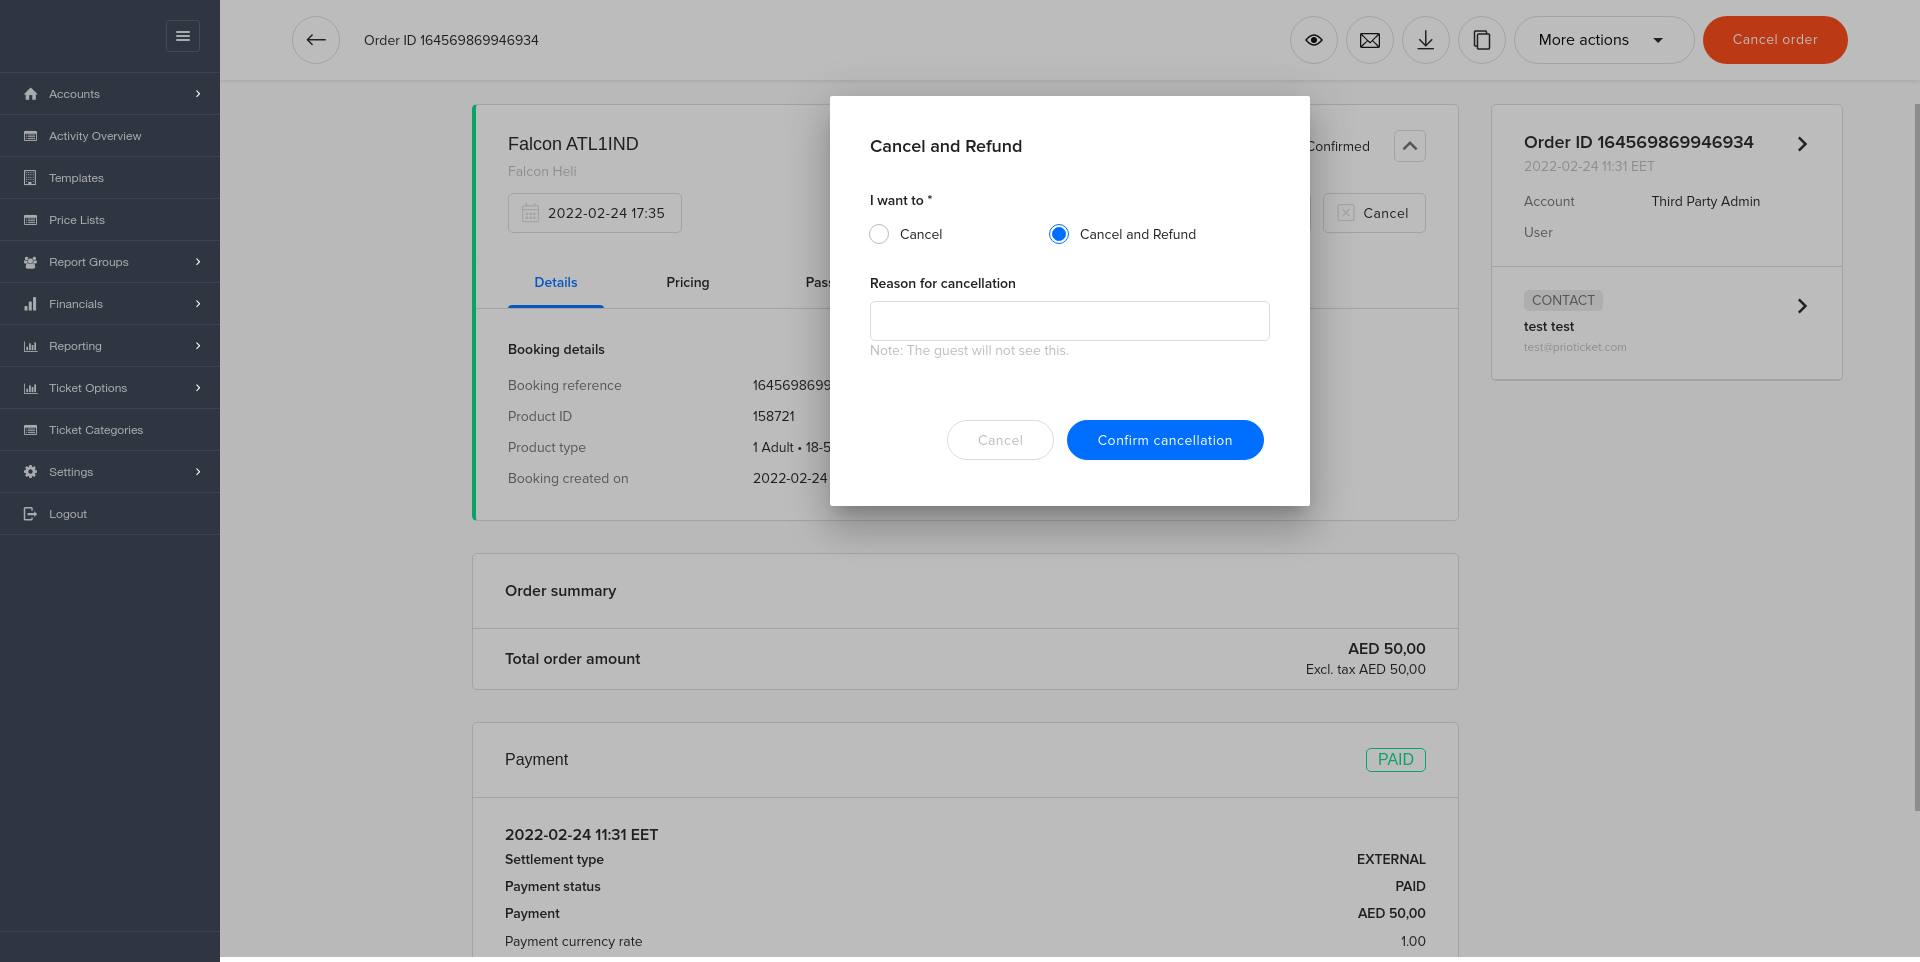 Order ID 164569869946934
More actions
Cancel order
Accounts
Activity Overview
Templates
Price Lists
Report Groups
Financials
Reporting
Ticket Options
Ticket Categories
Settings
Logout
Falcon ATL1IND
Falcon Heli
2022-02-24 17:35
Confirmed
Cancel
Details
Pricing
Pass
Booking details
Booking reference
1645698699
Product ID
158721
Product type
1 Adult • 18-5
Booking created on
2022-02-24
Cancel and Refund
I want to *
Cancel
Cancel and Refund
Reason for cancellation
Note: The guest will not see this.
Cancel
Confirm cancellation
Order ID 164569869946934
2022-02-24 11:31 EET
Account
Third Party Admin
User
CONTACT
test test
test@prioticket.com
Order summary
Total order amount
AED 50,00
Excl. tax AED 50,00
Payment
PAID
2022-02-24 11:31 EET
Settlement type
EXTERNAL
Payment status
PAID
Payment
AED 50,00
Payment currency rate
1.00